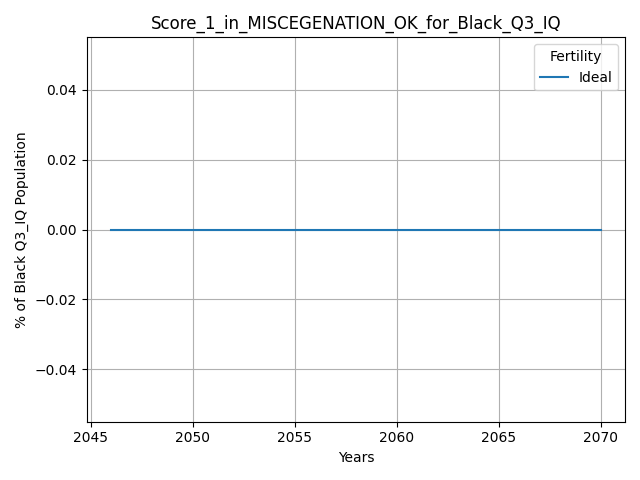 Score_1_in_MISCEGENATION_OK_for_Black_Q3_IQ
Fertility
Ideal
0.04
0.02
0.00
−0.02
−0.04
% of Black Q3_IQ Population
2045 2050 2055 2060 2065 2070
Years